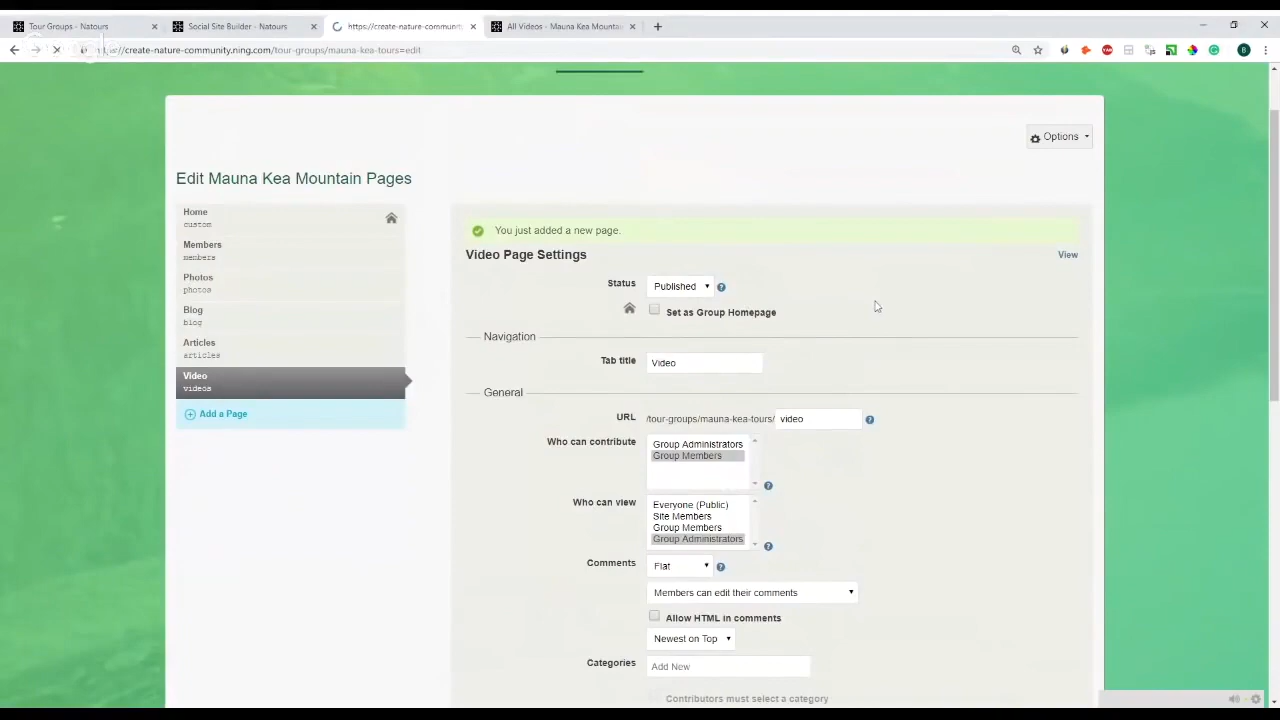 Tour Groups - Natours
Social Site Builder - Natours
https://create-nature-communit
All Videos - Mauna Kea Mountai
://create-nature-community.ning.com/tour-groups/mauna-kea-tours=edit
YAN
B
Options
Edit Mauna Kea Mountain Pages
Home
custom
Members
members
Photos
photos
Blog
blog
Articles
articles
Video
videos
Add a Page
You just added a new page.
Video Page Settings
View
Status
Published
Set as Group Homepage
Navigation
Tab title
Video
General
URL
/tour-groups/mauna-kea-tours/
video
Who can contribute
Group Administrators
Group Members
Who can view
Everyone (Public)
Site Members
Group Members
Group Administrators
Comments
Flat
Members can edit their comments
Allow HTML in comments
Newest on Top
Categories
Add New
Contributors must select a category